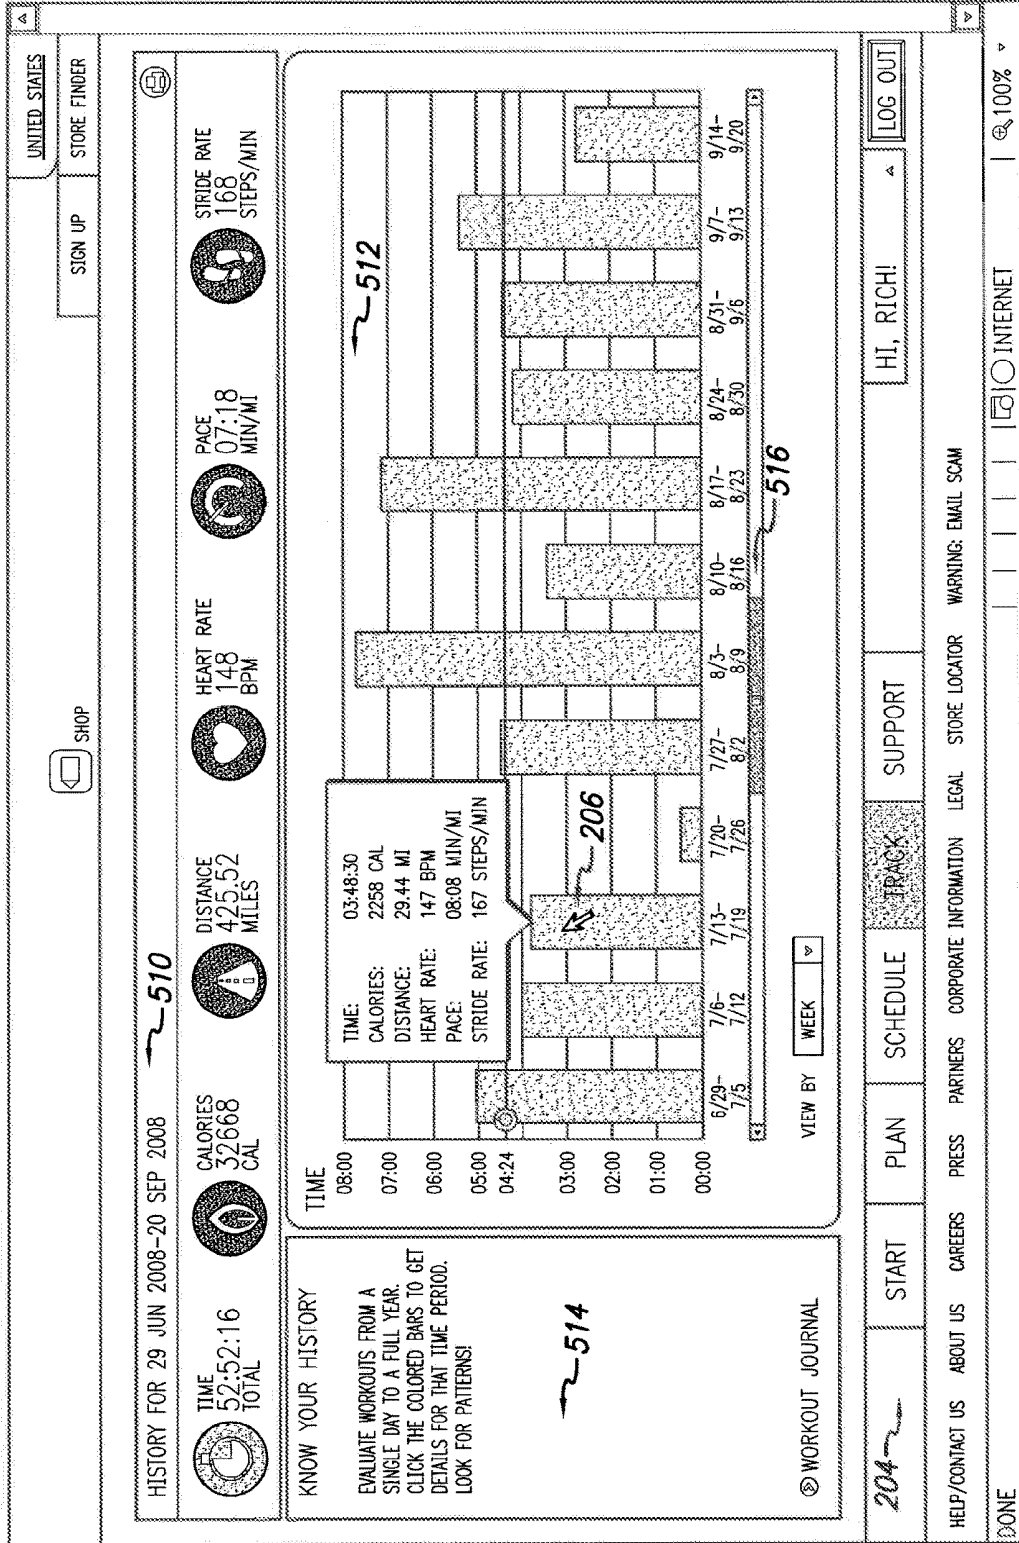 UNITED STATES
SHOP
SIGN UP
STORE FINDER
HISTORY FOR 29 JUN 2008-20 SEP 2008
510
TIME
52:52:16
TOTAL
CALORIES
32668
CAL
DISTANCE
425.52
MILES
HEART RATE
148
BPM
PACE
07:18
MIN/MI
STRIDE RATE
168
STEPS/MIN
KNOW YOUR HISTORY
EVALUATE WORKOUTS FROM A
SINGLE DAY TO A FULL YEAR.
CLICK THE COLORED BARS TO GET
DETAILS FOR THAT TIME PERIOD.
LOOK FOR PATTERNS!
514
WORKOUT JOURNAL
TIME
08:00
07:00
06:00
05:00
04:24
03:00
02:00
01:00
00:00
TIME: 03:48:30
CALORIES: 2258 CAL
DISTANCE: 29.44 MI
HEART RATE: 147 BPM
PACE: 08:08 MIN/MI
STRIDE RATE: 167 STEPS/MIN
512
206
6/29-
7/5
7/6-
7/12
7/13-
7/19
7/20-
7/26
7/27-
8/2
8/3-
8/9
8/10-
8/16
8/17-
8/23
8/24-
8/30
8/31-
9/6
9/7-
9/13
9/14-
9/20
516
VIEW BY WEEK
204
START
PLAN
SCHEDULE
TRACK
SUPPORT
HI, RICH!
LOG OUT
HELP/CONTACT US ABOUT US CAREERS PRESS PARTNERS CORPORATE INFORMATION LEGAL STORE LOCATOR WARNING: EMAIL SCAM
DONE
INTERNET
100%